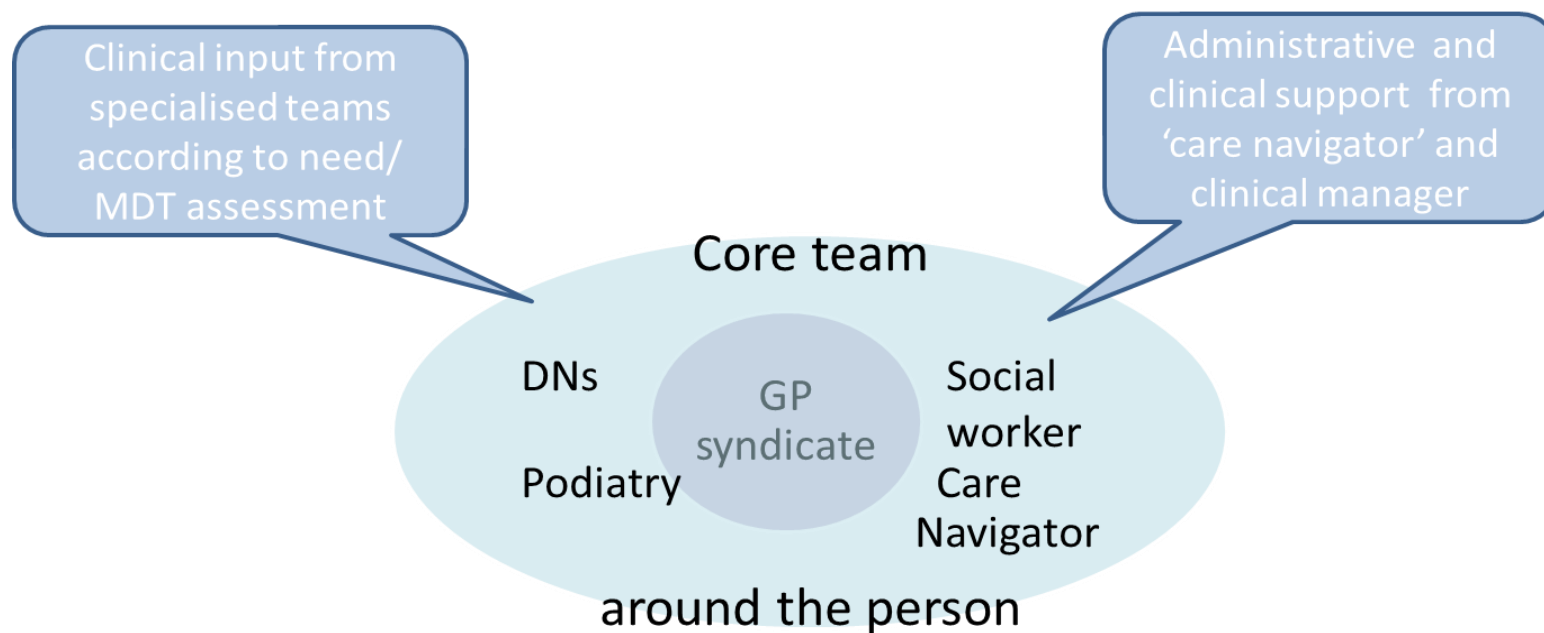 Clinical input from
specialised teams
according to need/
MDT assessment
Administrative and
clinical support from
‘care navigator’ and
clinical manager
Core team
DNs
Podiatry
GP
syndicate
Social
worker
Care
Navigator
around the person